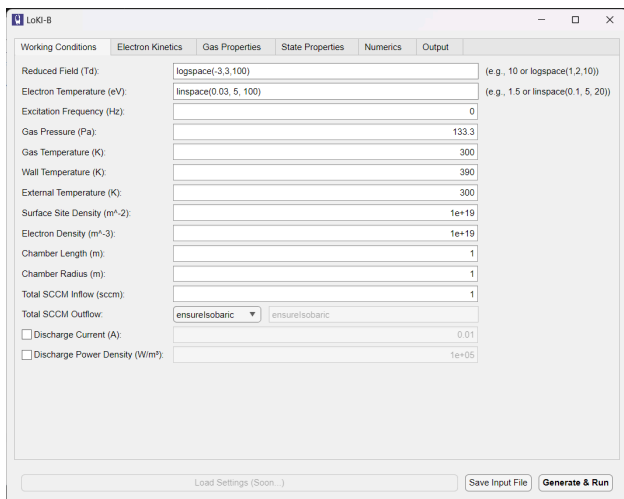 LoKI-B
Working Conditions Electron Kinetics Gas Properties State Properties Numerics Output
Reduced Field (Td): logspace(-3,3,100) (e.g., 10 or logspace(1,2,10))
Electron Temperature (eV): linspace(0.03, 5, 100) (e.g., 1.5 or linspace(0.1, 5, 20))
Excitation Frequency (Hz): 0
Gas Pressure (Pa): 133.3
Gas Temperature (K): 300
Wall Temperature (K): 390
External Temperature (K): 300
Surface Site Density (m^-2): 1e+19
Electron Density (m^-3): 1e+19
Chamber Length (m): 1
Chamber Radius (m): 1
Total SCCM Inflow (sccm): 1
Total SCCM Outflow: ensureIsobaric ensureIsobaric
Discharge Current (A): 0.01
Discharge Power Density (W/m³): 1e+05
Load Settings (Soon...) Save Input File Generate & Run